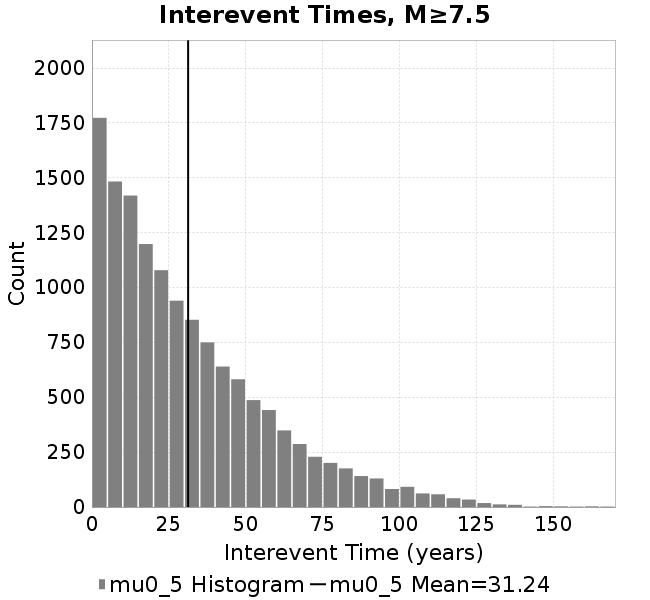 Interevent Times, M≥7.5
2000
1750
1500
1250
1000
750
500
250
0
Count
0 25 50 75 100 125 150
Interevent Time (years)
mu0_5 Histogram mu0_5 Mean=31.24